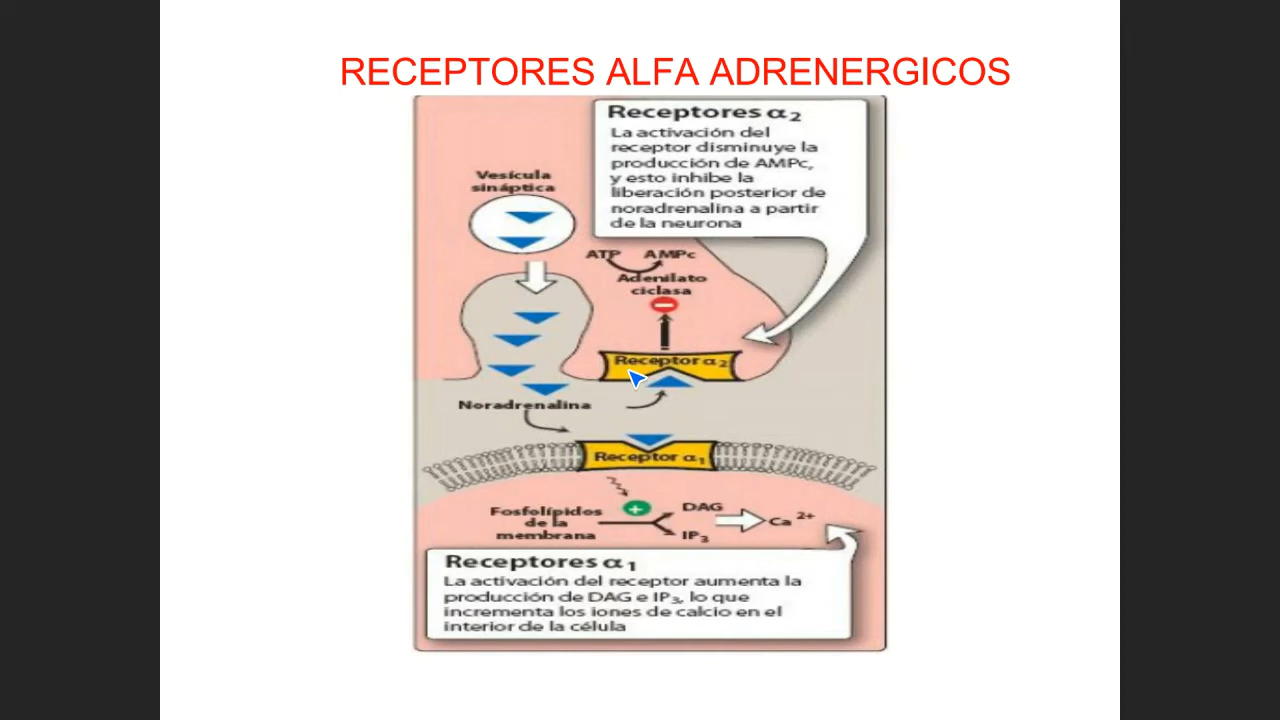 RECEPTORES ALFA ADRENERGICOS
Receptores α2
La activación del
receptor disminuye la
producción de AMPc,
y esto inhibe la
liberación posterior de
noradrenalina a partir
de la neurona
Vesícula
sináptica
ATP AMPc
Adenilato
ciclasa
Receptor α2
Noradrenalina
Receptor α1
Fosfolípidos
de la
membrana
DAG
IP3
Ca 2+
Receptores α1
La activación del receptor aumenta la
producción de DAG e IP3, lo que
incrementa los iones de calcio en el
interior de la célula